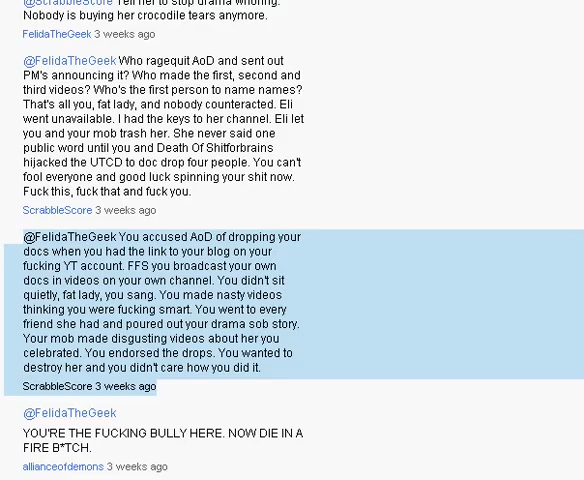 @ScrabbleScore Tell her to stop drama whoring.
Nobody is buying her crocodile tears anymore.
FelidaTheGeek 3 weeks ago
@FelidaTheGeek Who ragequit AoD and sent out
PM's announcing it? Who made the first, second and
third videos? Who's the first person to name names?
That's all you, fat lady, and nobody counteracted. Eli
went unavailable. I had the keys to her channel. Eli let
you and your mob trash her. She never said one
public word until you and Death Of Shitforbrains
hijacked the UTCD to doc drop four people. You can't
fool everyone and good luck spinning your shit now.
Fuck this, fuck that and fuck you.
ScrabbleScore 3 weeks ago
@FelidaTheGeek You accused AoD of dropping your
docs when you had the link to your blog on your
fucking YT account. FFS you broadcast your own
docs in videos on your own channel. You didn't sit
quietly, fat lady, you sang. You made nasty videos
thinking you were fucking smart. You went to every
friend she had and poured out your drama sob story.
Your mob made disgusting videos about her you
celebrated. You endorsed the drops. You wanted to
destroy her and you didn't care how you did it.
ScrabbleScore 3 weeks ago
@FelidaTheGeek
YOU'RE THE FUCKING BULLY HERE. NOW DIE IN A
FIRE B*TCH.
allianceofdemons 3 weeks ago